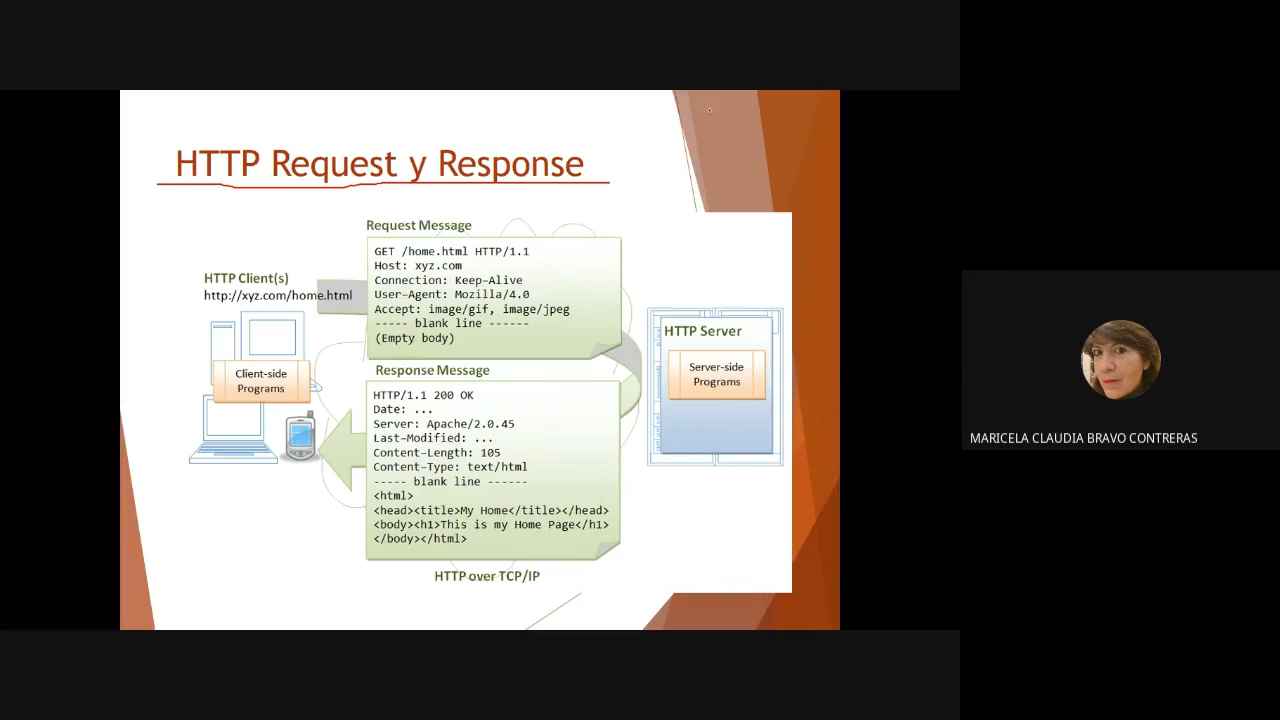 HTTP Request y Response
Request Message
GET /home.html HTTP/1.1
Host: xyz.com
Connection: Keep-Alive
User-Agent: Mozilla/4.0
Accept: image/gif, image/jpeg
----- blank line ------
(Empty body)
HTTP Client(s)
http://xyz.com/home.html
Client-side
Programs
Response Message
HTTP/1.1 200 OK
Date: ...
Server: Apache/2.0.45
Last-Modified: ...
Content-Length: 105
Content-Type: text/html
----- blank line ------
<html>
<head><title>My Home</title></head>
<body><h1>This is my Home Page</h1>
</body></html>
HTTP Server
Server-side
Programs
HTTP over TCP/IP
MARICELA CLAUDIA BRAVO CONTRERAS